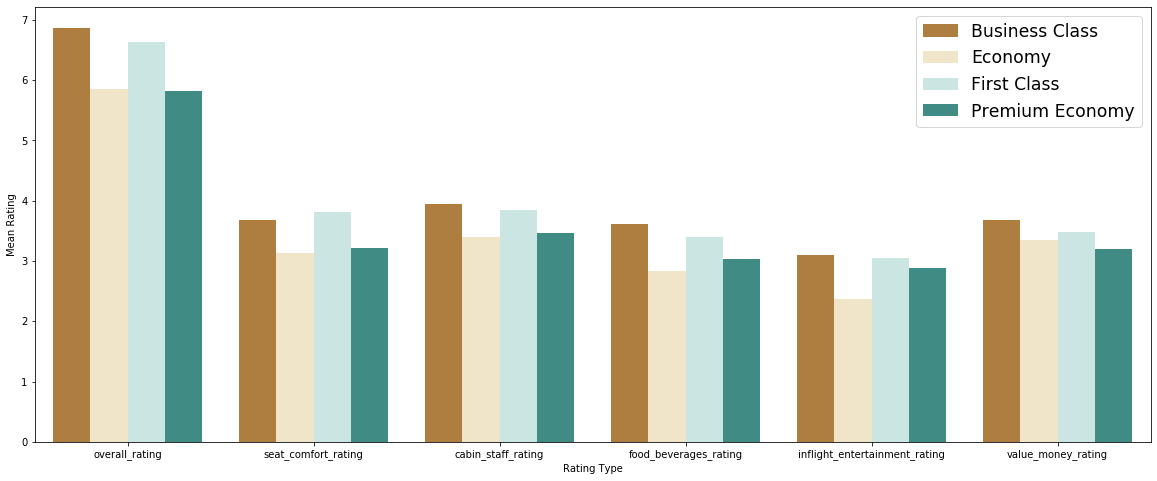 7
6
5
4
3
2
1
0
Mean Rating
Business Class
Economy
First Class
Premium Economy
overall_rating seat_comfort_rating cabin_staff_rating food_beverages_rating inflight_entertainment_rating value_money_rating
Rating Type